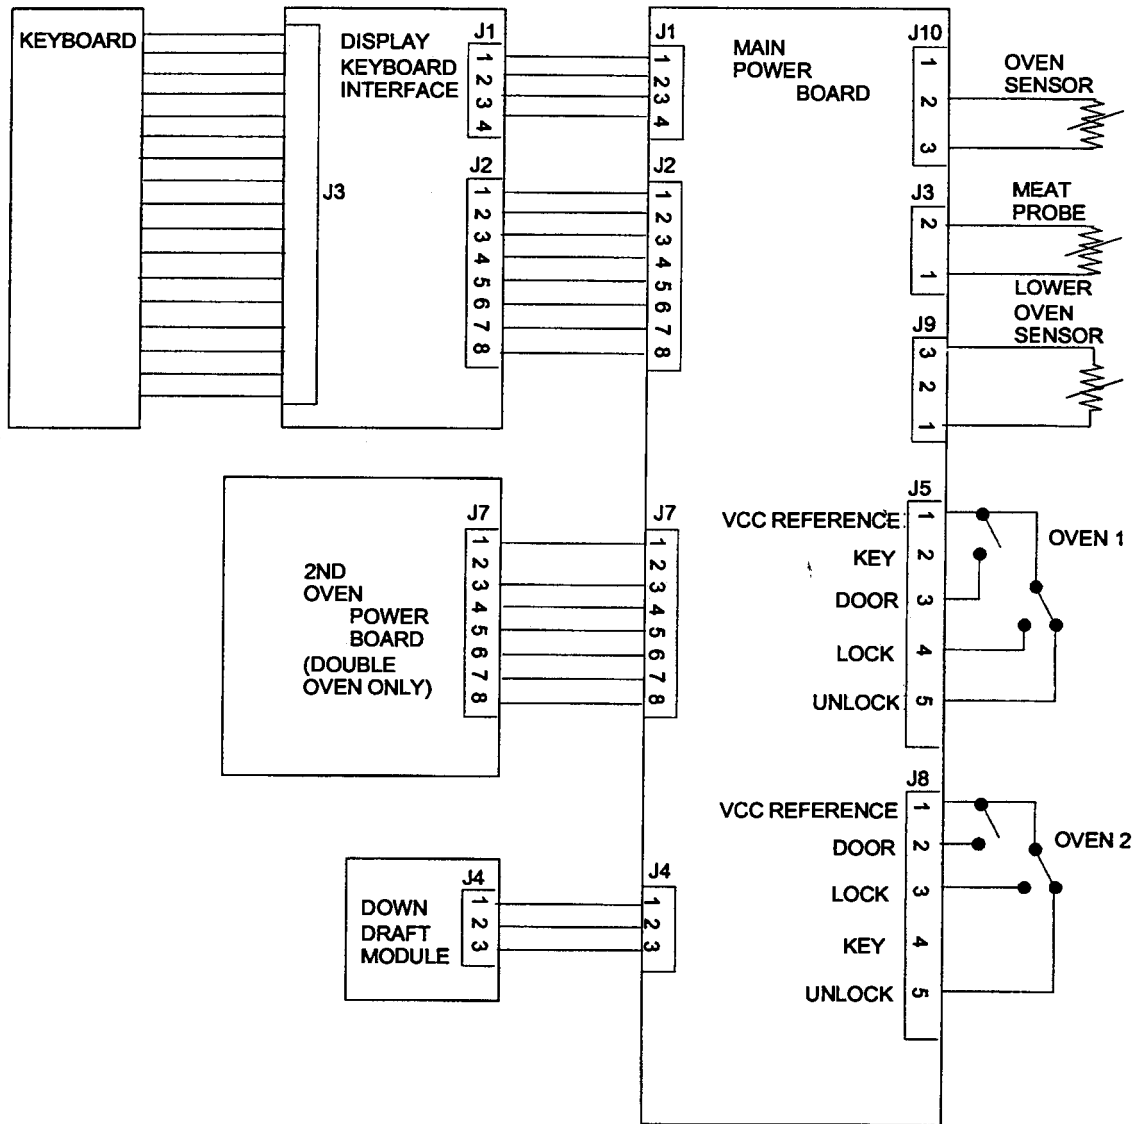 KEYBOARD
DISPLAY
KEYBOARD
INTERFACE
J3
J1
1
2
3
4
J2
1
2
3
4
5
6
7
8
J1
1
2
3
4
J2
1
2
3
4
5
6
7
8
MAIN
POWER
BOARD
J10
1
2
3
OVEN
SENSOR
J3
2
1
MEAT
PROBE
J9
3
2
1
LOWER
OVEN
SENSOR
2ND
OVEN
POWER
BOARD
(DOUBLE
OVEN ONLY)
J7
1
2
3
4
5
6
7
8
J7
1
2
3
4
5
6
7
8
J5
VCC REFERENCE 1
KEY 2
DOOR 3
LOCK 4
UNLOCK 5
OVEN 1
J8
VCC REFERENCE 1
DOOR 2
LOCK 3
KEY 4
UNLOCK 5
OVEN 2
DOWN
DRAFT
MODULE
J4
1
2
3
J4
1
2
3